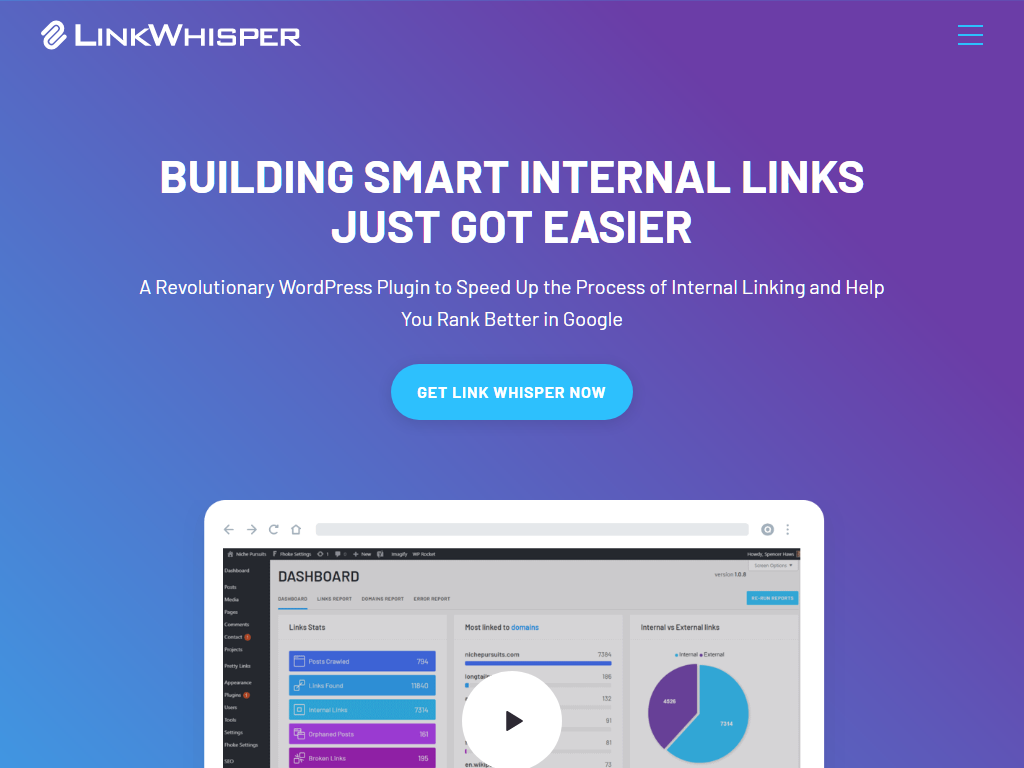 LINKWHISPER
BUILDING SMART INTERNAL LINKS
JUST GOT EASIER
A Revolutionary WordPress Plugin to Speed Up the Process of Internal Linking and Help
You Rank Better in Google
GET LINK WHISPER NOW
Niche Pursuits Thske Settings 1 0 New Imagify WP Rocket Howdy, Spencer Haws
Screen Options
Dashboard
Posts
Media
Pages
Comments
Contact 1
Projects
Pretty Links
Appearance
Plugins 1
Users
Tools
Settings
Thoke Settings
SEO
DASHBOARD
version 1.0.8
DASHBOARD LINKS REPORT DOMAINS REPORT ERROR REPORT
RE-RUN REPORTS
Links Stats
Posts Crawled 704
Links Found 11840
Internal Links 7314
Orphaned Posts 161
Broken Links 195
Most linked to domains
nichepursuits.com 7384
longtail 186
132
91
81
en.wikip 73
Internal vs External links
Internal External
4526
7314